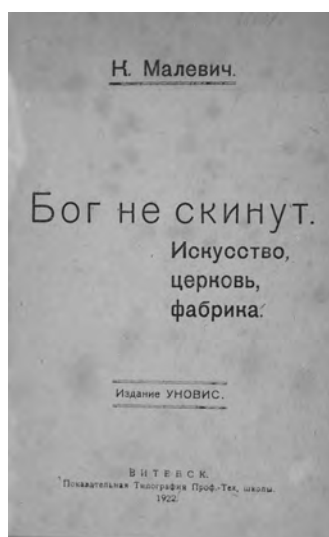 К. Малевич.
Бог не скинут.
Искусство,
церковь,
фабрика.
Издание УНОВИС.
ВИТЕБСК.
Показательная Типография Проф.-Тех. школы.
1922.